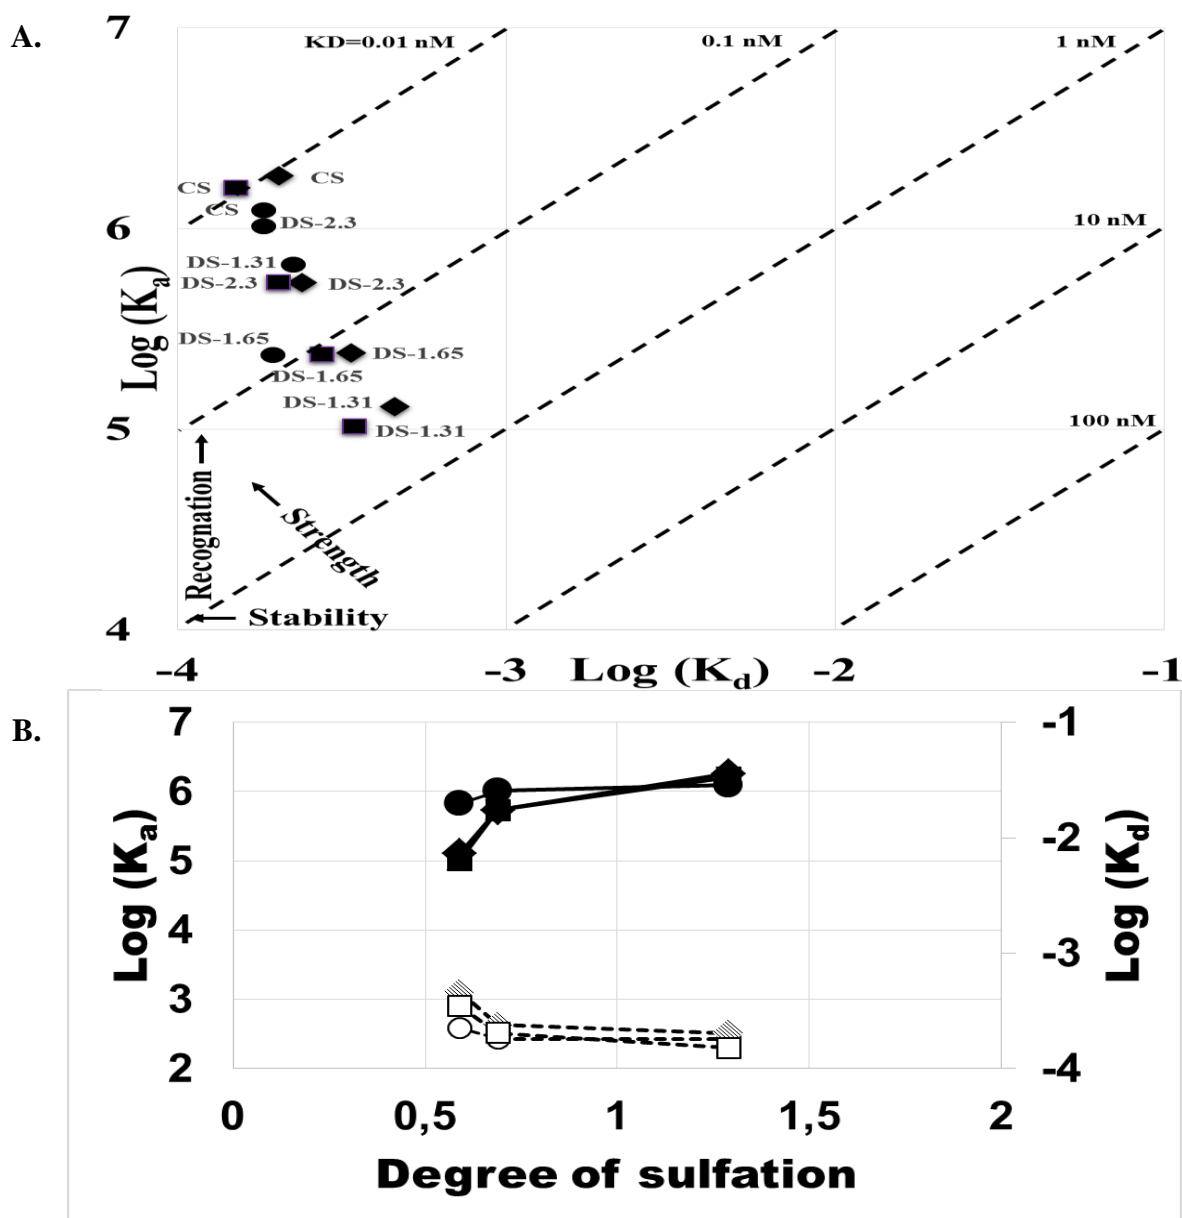 A.
7
KD=0.01 nM
0.1 nM
1 nM
CS
CS
CS
DS-2.3
6
10 nM
DS-1.31
DS-2.3
DS-2.3
DS-1.65
DS-1.65
DS-1.65
DS-1.31
DS-1.31
100 nM
5
Log (Ka)
Recognation
Strength
Stability
4
-4
-3
Log (Kd)
-2
-1
B.
7
-1
6
-2
5
4
-3
3
2
-4
Log (Ka)
Log (Kd)
0
0,5
1
1,5
2
Degree of sulfation